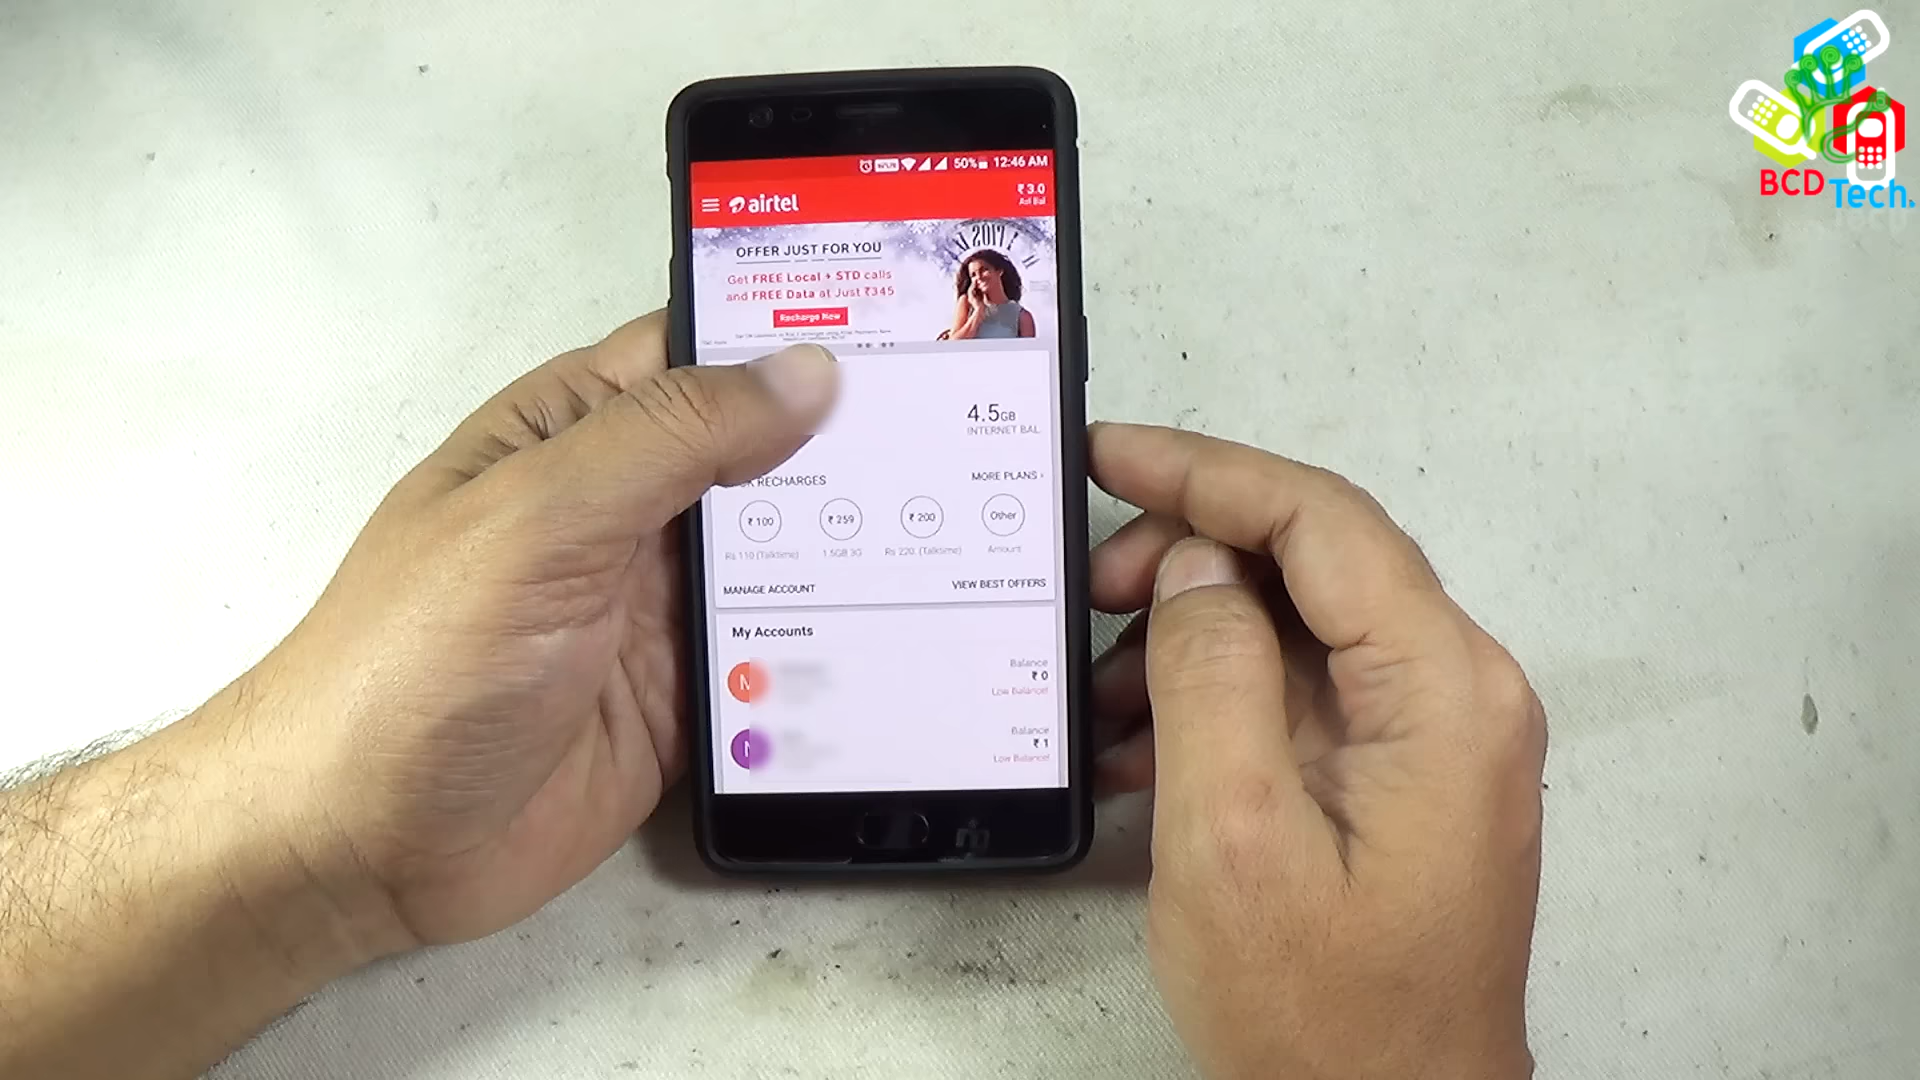 BCD Tech.
50% 12:46 AM
airtel
₹ 3.0
2017
OFFER JUST FOR YOU
Get FREE Local + STD calls
and FREE Data at Just ₹345
Recharge Now
4.5GB
INTERNET BAL.
RECHARGES
MORE PLANS ›
₹ 100
₹ 259
₹ 200
Other
Rs 110 (Talktime)
1.5GB 3G
Rs 220. (Talktime)
Amount
MANAGE ACCOUNT
VIEW BEST OFFERS
My Accounts
Balance
₹ 0
Low Balance!
Balance
₹ 1
Low Balance!